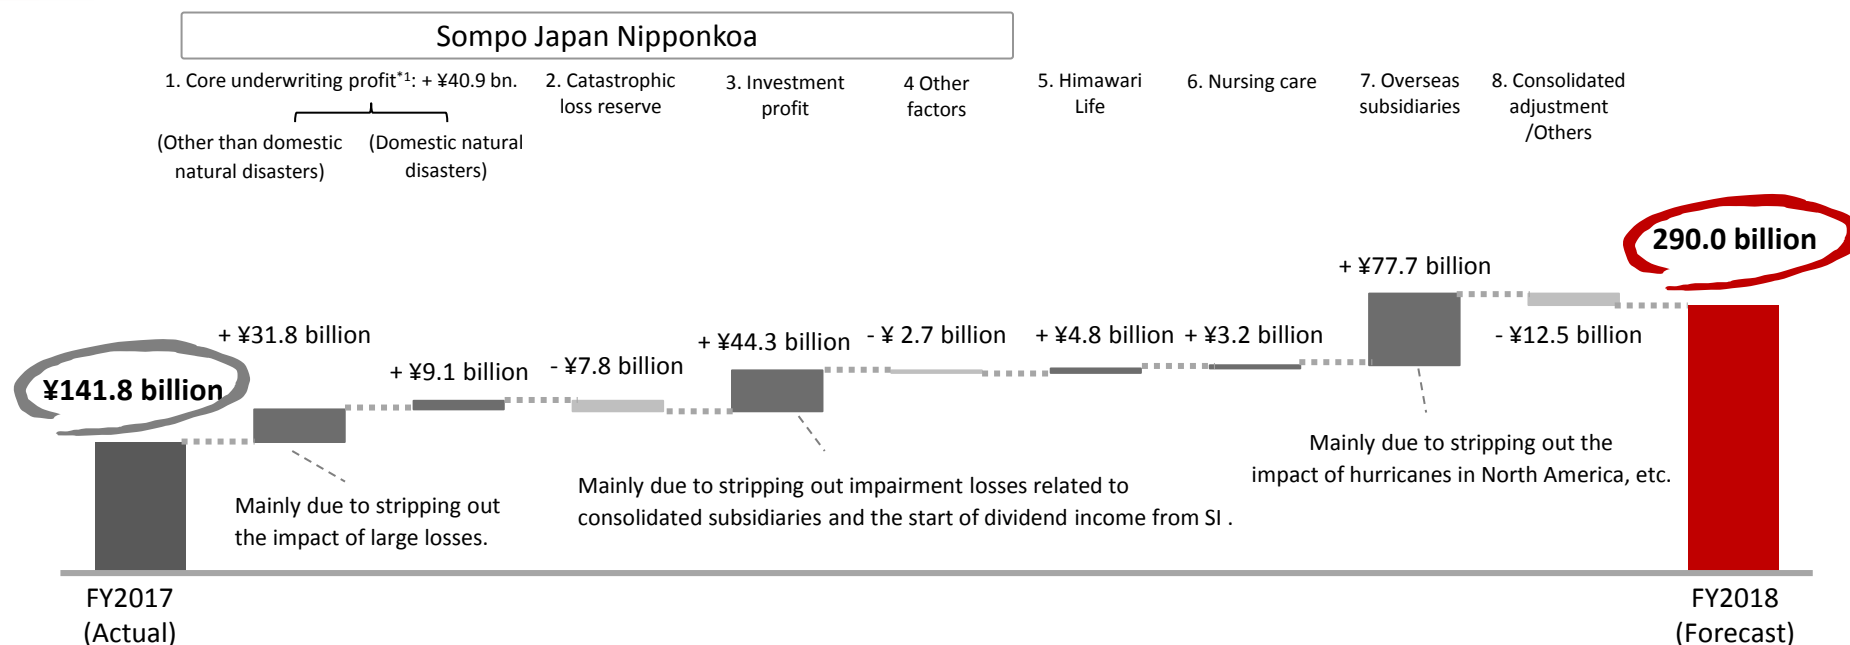 Sompo Japan Nipponkoa
1. Core underwriting profit*1: + ¥40.9 bn.
(Other than domestic
natural disasters)
(Domestic natural
disasters)
2. Catastrophic
loss reserve
3. Investment
profit
4 Other
factors
5. Himawari
Life
6. Nursing care
7. Overseas
subsidiaries
8. Consolidated
adjustment
/Others
¥141.8 billion
+ ¥31.8 billion
+ ¥9.1 billion
- ¥7.8 billion
+ ¥44.3 billion
- ¥ 2.7 billion
+ ¥4.8 billion
+ ¥3.2 billion
+ ¥77.7 billion
- ¥12.5 billion
290.0 billion
Mainly due to stripping out
the impact of large losses.
Mainly due to stripping out impairment losses related to
consolidated subsidiaries and the start of dividend income from SI .
Mainly due to stripping out the
impact of hurricanes in North America, etc.
FY2017
(Actual)
FY2018
(Forecast)